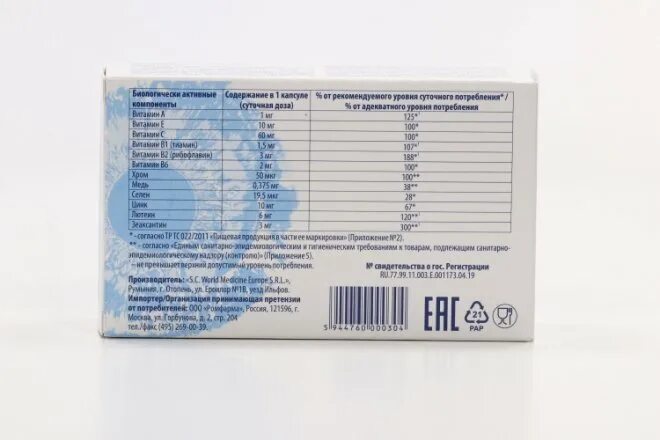 Биологически активные компоненты Содержание в 1 капсуле (суточная доза) % от рекомендуемого уровня суточного потребления* / % от адекватного уровня потребления
Витамин А 1 мг 125*¹
Витамин Е 10 мг 100*
Витамин С 60 мг 100*
Витамин В1 (тиамин) 1,5 мг 107*¹
Витамин В2 (рибофлавин) 3 мг 188*¹
Витамин В6 2 мг 100*
Хром 50 мкг 100**
Медь 0,375 мг 38**
Селен 19,5 мкг 28*
Цинк 10 мг 67*
Лютеин 6 мг 120**¹
Зеаксантин 3 мг 300**¹
* - согласно ТР ТС 022/2011 «Пищевая продукция в части ее маркировки» (Приложение №2).
** - согласно «Единым санитарно-эпидемиологическим и гигиеническим требованиям к товарам, подлежащим санитарно-
эпидемиологическому надзору (контролю)» (Приложение 5).
- не превышает верхний допустимый уровень потребления.
№ свидетельства о гос. Регистрации
RU.77.99.11.003.Е.001173.04.19
Производитель: «S.C. World Medicine Europe S.R.L.»,
Румыния, г. Отопень, ул. Ероилор №1В, уезд Ильфов.
Импортер/Организация принимающая претензии
от потребителей: ООО «Ромфарма», Россия, 121596, г.
Москва, ул. Горбунова, д. 2, стр. 204
тел./факс (495) 269-00-39.
5 944760 000304
EAC
21
PAP